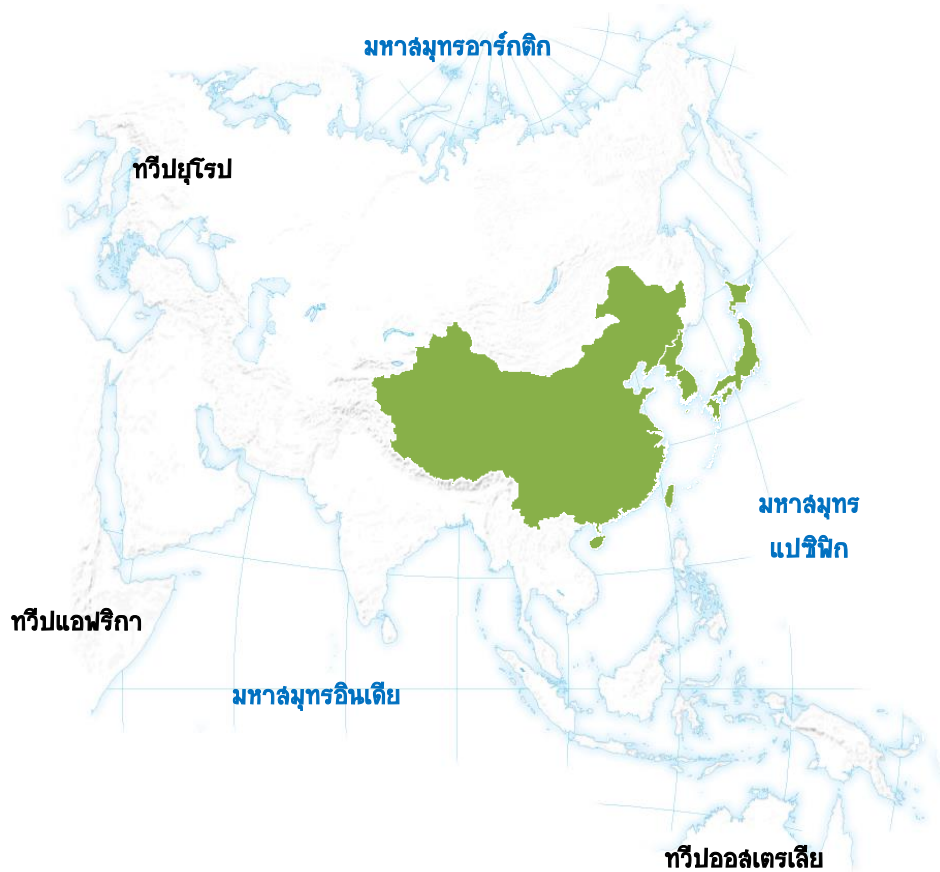 มหาสมุทรอาร์กติก
ทวีปยุโรป
มหาสมุทร
แปซิฟิก
ทวีปแอฟริกา
มหาสมุทรอินเดีย
ทวีปออสเตรเลีย